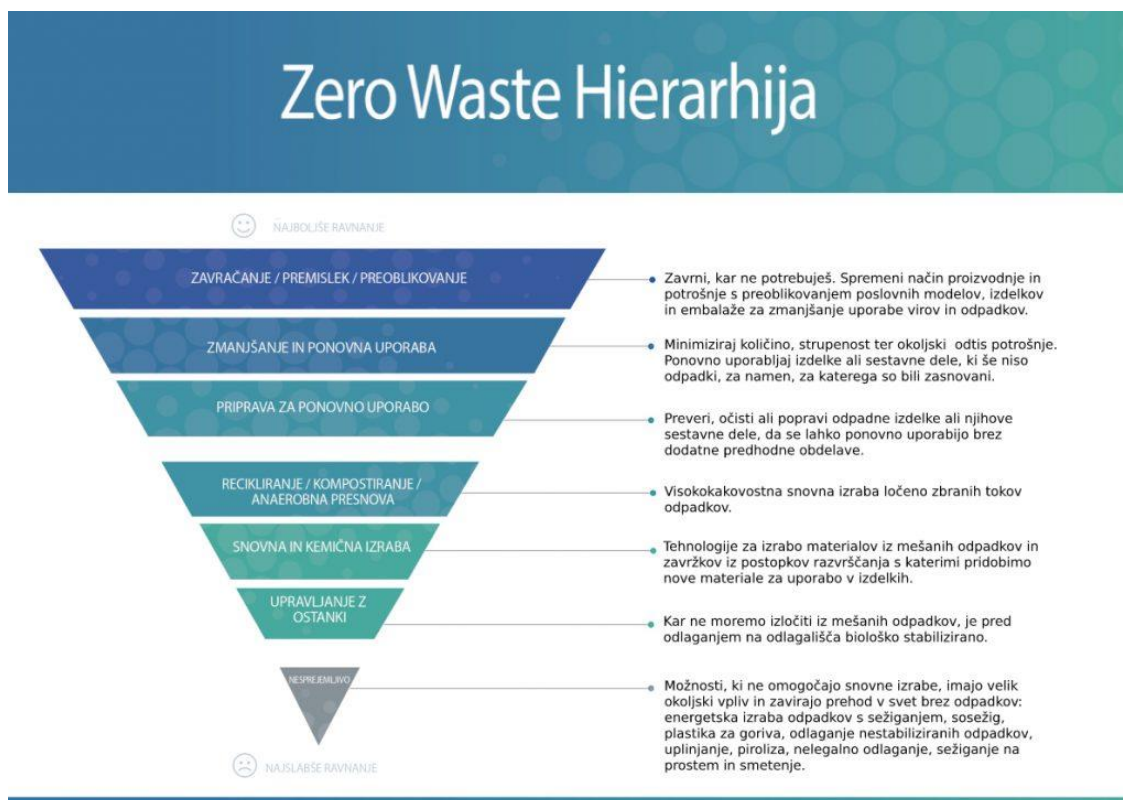 Zero Waste Hierarhija
NAJBOLJŠE RAVNANJE
ZAVRAČANJE / PREMISLEK / PREOBLIKOVANJE
Zavrni, kar ne potrebuješ. Spremeni način proizvodnje in
potrošnje s preoblikovanjem poslovnih modelov, izdelkov
in embalaže za zmanjšanje uporabe virov in odpadkov.
ZMANJŠANJE IN PONOVNA UPORABA
Minimiziraj količino, strupenost ter okoljski odtis potrošnje.
Ponovno uporabljaj izdelke ali sestavne dele, ki še niso
odpadki, za namen, za katerega so bili zasnovani.
PRIPRAVA ZA PONOVNO UPORABO
Preveri, očisti ali popravi odpadne izdelke ali njihove
sestavne dele, da se lahko ponovno uporabijo brez
dodatne predhodne obdelave.
RECIKLIRANJE / KOMPOSTIRANJE /
ANAEROBNA PRESNOVA
Visokokakovostna snovna izraba ločeno zbranih tokov
odpadkov.
SNOVNA IN KEMIČNA IZRABA
Tehnologije za izrabo materialov iz mešanih odpadkov in
zavržkov iz postopkov razvrščanja s katerimi pridobimo
nove materiale za uporabo v izdelkih.
UPRAVLJANJE Z
OSTANKI
Kar ne moremo izločiti iz mešanih odpadkov, je pred
odlaganjem na odlagališča biološko stabilizirano.
NESPREJEMLJIVO
Možnosti, ki ne omogočajo snovne izrabe, imajo velik
okoljski vpliv in zavirajo prehod v svet brez odpadkov:
energetska izraba odpadkov s sežiganjem, sosežig,
plastika za goriva, odlaganje nestabiliziranih odpadkov,
uplinjanje, piroliza, nelegalno odlaganje, sežiganje na
prostem in smetenje.
NAJSLABŠE RAVNANJE